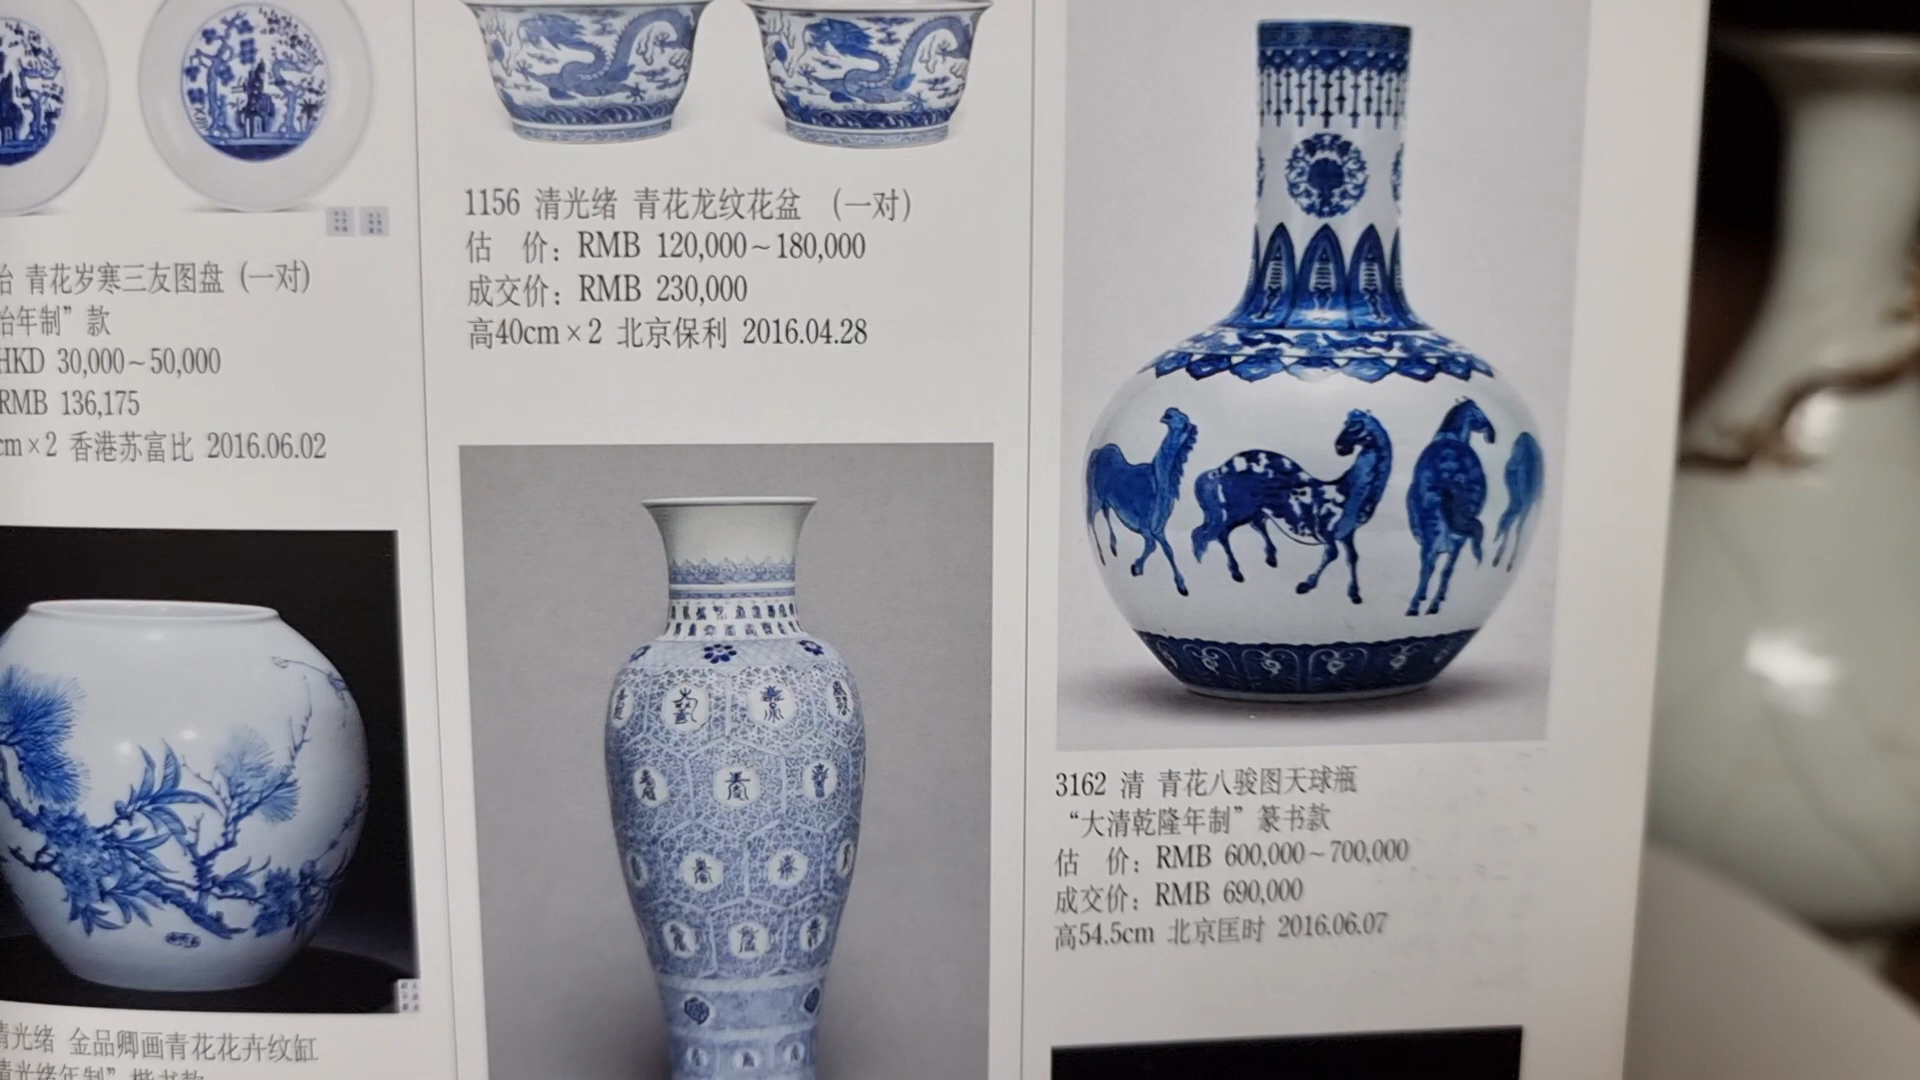 青花岁寒三友图盘（一对）
年制”款
HKD 30,000~50,000
RMB 136,175
cm×2 香港苏富比 2016.06.02
清光绪 金品卿画青花花卉纹缸
1156 清光绪 青花龙纹花盆 （一对）
估 价：RMB 120,000~180,000
成交价：RMB 230,000
高40cm×2 北京保利 2016.04.28
3162 清 青花八骏图天球瓶
“大清乾隆年制”篆书款
估 价：RMB 600,000~700,000
成交价：RMB 690,000
高54.5cm 北京匡时 2016.06.07